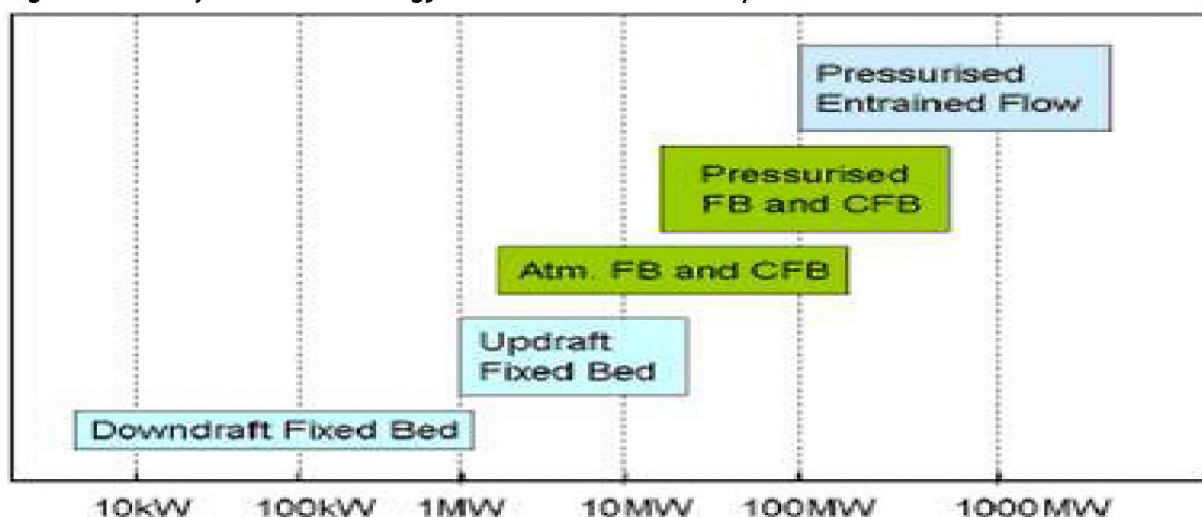 Pressurised
Entrained Flow
Pressurised
FB and CFB
Atm. FB and CFB
Updraft
Fixed Bed
Downdraft Fixed Bed
10kW 100kW 1MW 10MW 100MW 1000MW